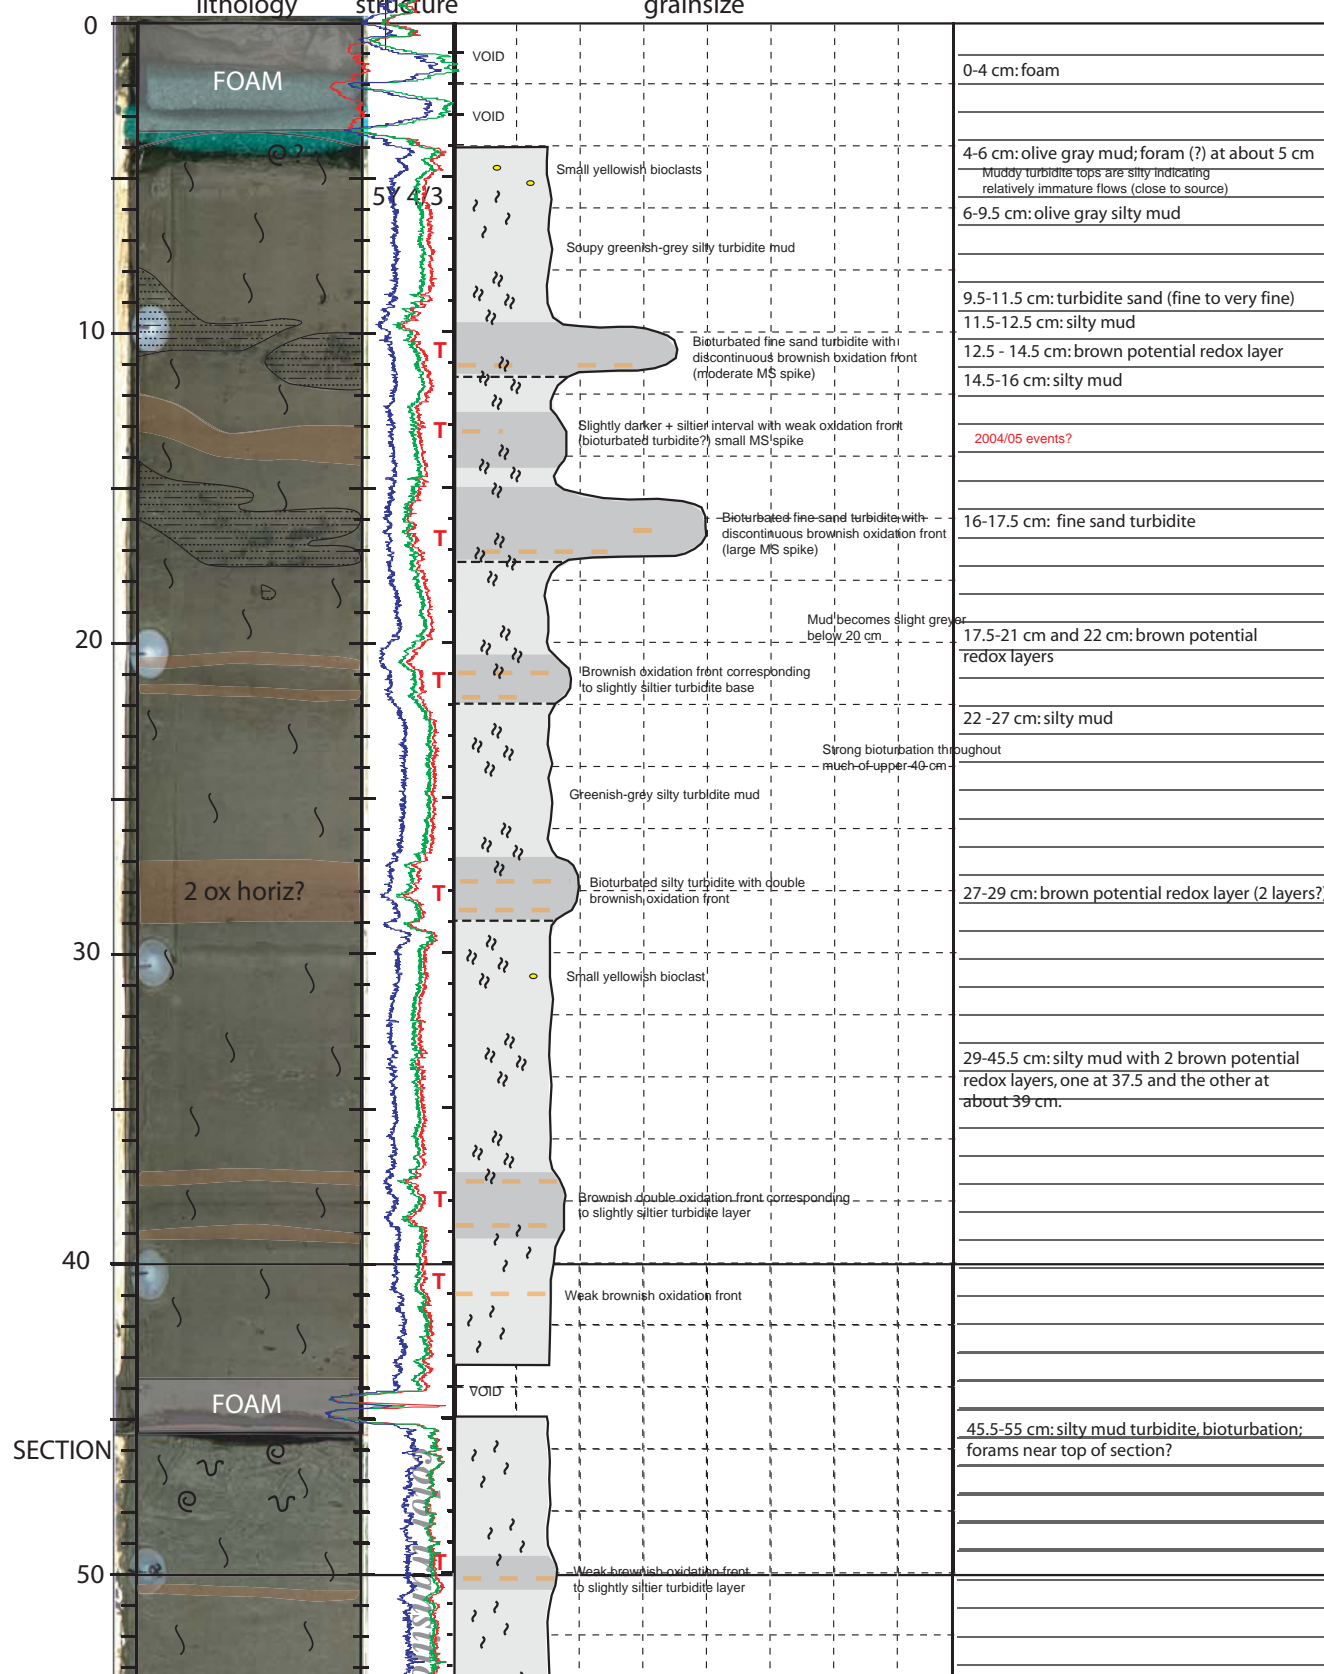 lithology
structure
grainsize
0
FOAM
VOID
0-4 cm: foam
VOID
?
4-6 cm: olive gray mud; foram (?) at about 5 cm
Small yellowish bioclasts
Muddy turbidite tops are silty indicating
relatively immature flows (close to source)
5Y 4/3
6-9.5 cm: olive gray silty mud
Soupy greenish-grey silty turbidite mud
9.5-11.5 cm: turbidite sand (fine to very fine)
10
11.5-12.5 cm: silty mud
T
Bioturbated fine sand turbidite with
discontinuous brownish oxidation front
(moderate MS spike)
12.5 - 14.5 cm: brown potential redox layer
14.5-16 cm: silty mud
T
Slightly darker + siltier interval with weak oxidation front
(bioturbated turbidite?) small MS spike
2004/05 events?
T
Bioturbated fine sand turbidite with
discontinuous brownish oxidation front
(large MS spike)
16-17.5 cm: fine sand turbidite
Mud becomes slight greyer
below 20 cm
20
17.5-21 cm and 22 cm: brown potential
redox layers
T
Brownish oxidation front corresponding
to slightly siltier turbidite base
22 -27 cm: silty mud
Strong bioturbation throughout
much of upper 40 cm
Greenish-grey silty turbidite mud
2 ox horiz?
T
Bioturbated silty turbidite with double
brownish oxidation front
27-29 cm: brown potential redox layer (2 layers?)
30
Small yellowish bioclast
29-45.5 cm: silty mud with 2 brown potential
redox layers, one at 37.5 and the other at
about 39 cm.
T
Brownish double oxidation front corresponding
to slightly siltier turbidite layer
40
T
Weak brownish oxidation front
FOAM
VOID
45.5-55 cm: silty mud turbidite, bioturbation;
forams near top of section?
SECTION
50
T
Weak brownish oxidation front
to slightly siltier turbidite layer